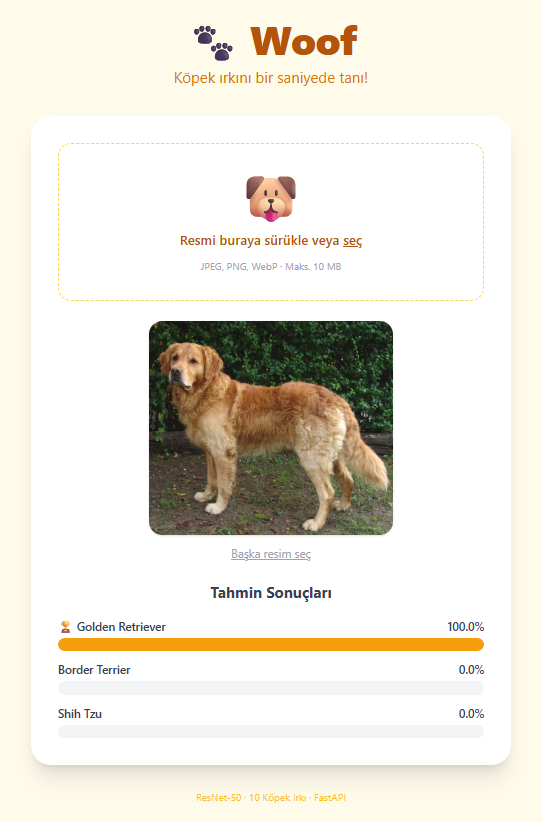 Woof
Köpek ırkını bir saniyede tanı!
Resmi buraya sürükle veya seç
JPEG, PNG, WebP · Maks. 10 MB
Başka resim seç
Tahmin Sonuçları
Golden Retriever 100.0%
Border Terrier 0.0%
Shih Tzu 0.0%
ResNet-50 · 10 Köpek Irkı · FastAPI